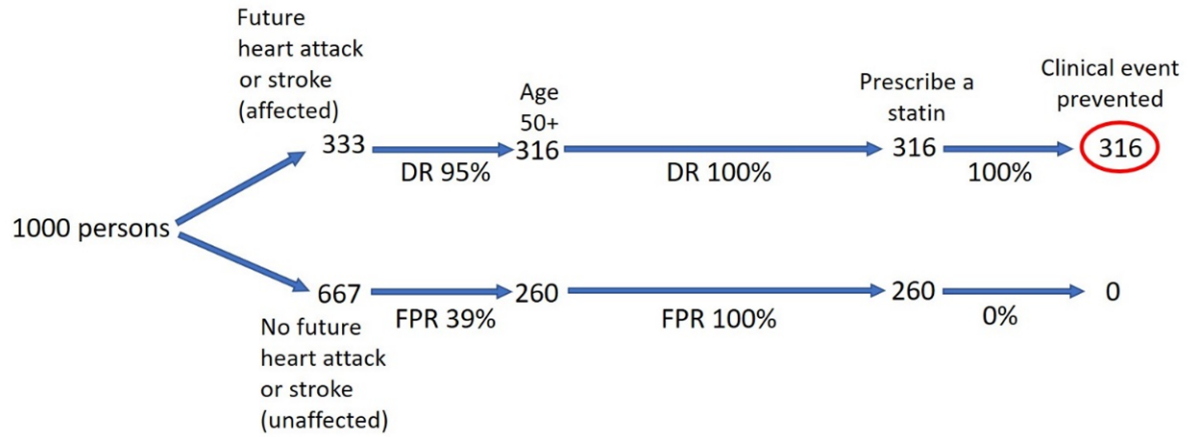 Future
heart attack
or stroke
(affected)
Age
50+
Prescribe a
statin
Clinical event
prevented
333
316
316
316
DR 95%
DR 100%
100%
1000 persons
667
260
260
0
FPR 39%
FPR 100%
0%
No future
heart attack
or stroke
(unaffected)